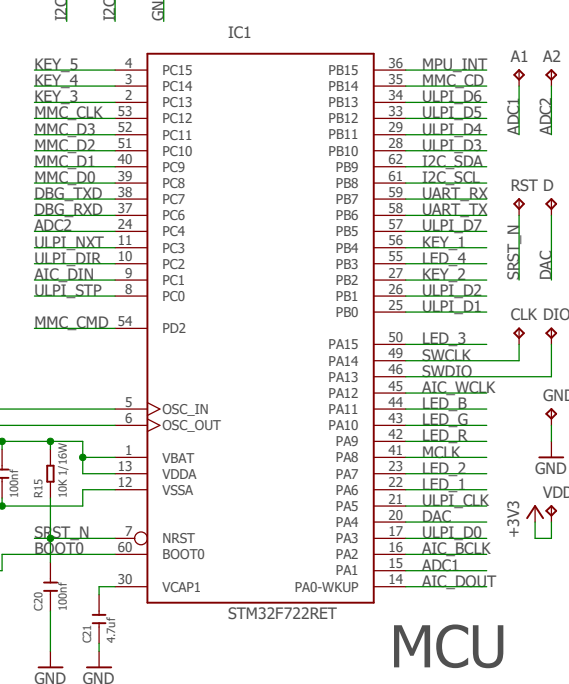 I2C
I2C
GN
IC1
KEY_5 4 PC15 PB15 36 MPU_INT
KEY_4 3 PC14 PB14 35 MMC_CD
KEY_3 2 PC13 PB13 34 ULPI_D6
MMC_CLK 53 PC12 PB12 33 ULPI_D5
MMC_D3 52 PC11 PB11 29 ULPI_D4
MMC_D2 51 PC10 PB10 28 ULPI_D3
MMC_D1 40 PC9 PB9 62 I2C_SDA
MMC_D0 39 PC8 PB8 61 I2C_SCL
DBG_TXD 38 PC7 PB7 59 UART_RX
DBG_RXD 37 PC6 PB6 58 UART_TX
ADC2 24 PC4 PB5 57 ULPI_D7
ULPI_NXT 11 PC3 PB4 56 KEY_1
ULPI_DIR 10 PC2 PB3 55 LED_4
AIC_DIN 9 PC1 PB2 27 KEY_2
ULPI_STP 8 PC0 PB1 26 ULPI_D2
PB0 25 ULPI_D1
MMC_CMD 54 PD2
PA15 50 LED_3
PA14 49 SWCLK
PA13 46 SWDIO
PA12 45 AIC_WCLK
5 OSC_IN PA11 44 LED_B
6 OSC_OUT PA10 43 LED_G
PA9 42 LED_R
1 VBAT PA8 41 MCLK
13 VDDA PA7 23 LED_2
12 VSSA PA6 22 LED_1
PA5 21 ULPI_CLK
PA4 20 DAC
SRST_N 7 NRST PA3 17 ULPI_D0
BOOT0 60 BOOT0 PA2 16 AIC_BCLK
PA1 15 ADC1
30 VCAP1 PA0-WKUP 14 AIC_DOUT
STM32F722RET
A1 A2
ADC1
ADC2
RST D
SRST_N
DAC
CLK DIO
GND
GND
VDD
+3V3
100nf
R15
10K 1/16W
C20
100nf
C21
4.7uf
GND
GND
MCU